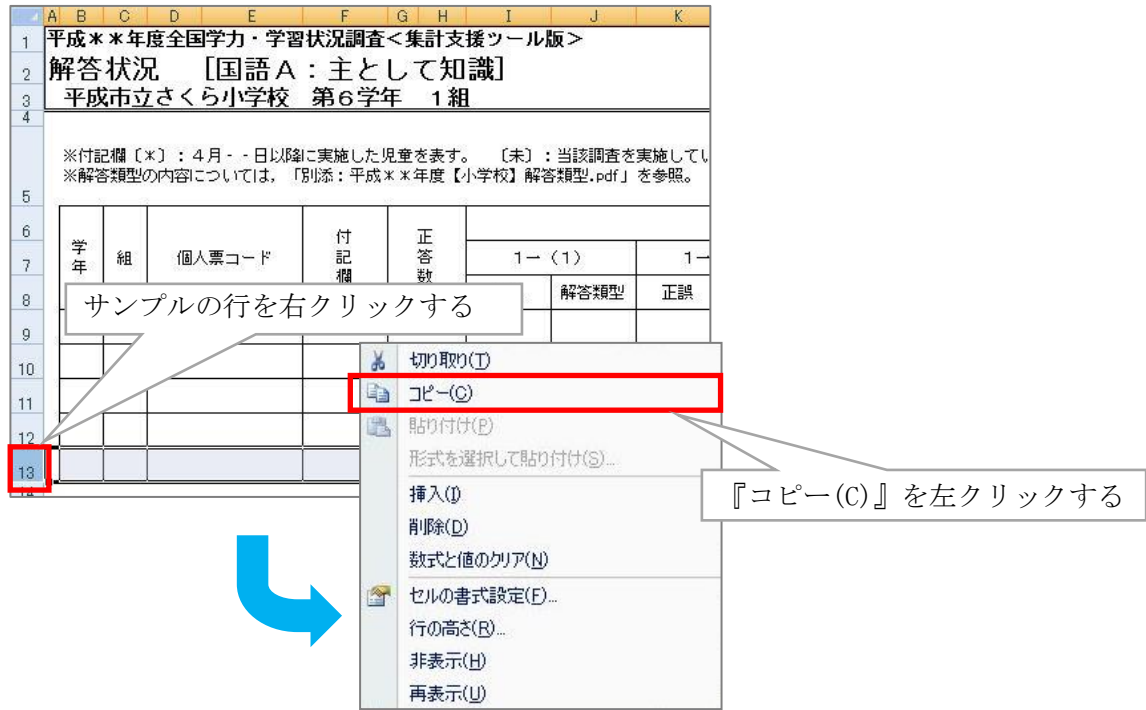 A B C D E F G H I J K
1 平成＊＊年度全国学力・学習状況調査＜集計支援ツール版＞
2 解答状況　［国語Ａ：主として知識］
3 平成市立さくら小学校　第６学年　１組
4
※付記欄〔＊〕：４月‐‐日以降に実施した児童を表す。　〔未〕：当該調査を実施してい
※解答類型の内容については，「別添：平成＊＊年度【小学校】解答類型.pdf」を参照。
5
6
7 学年 組 個人票コード 付記欄 正答数 １→（１） １→
8 解答類型 正誤
サンプルの行を右クリックする
9
10
11
12
13
14
切り取り(T)
コピー(C)
貼り付け(P)
形式を選択して貼り付け(S)...
挿入(I)
削除(D)
数式と値のクリア(N)
セルの書式設定(F)...
行の高さ(R)...
非表示(H)
再表示(U)
『コピー(C)』を左クリックする